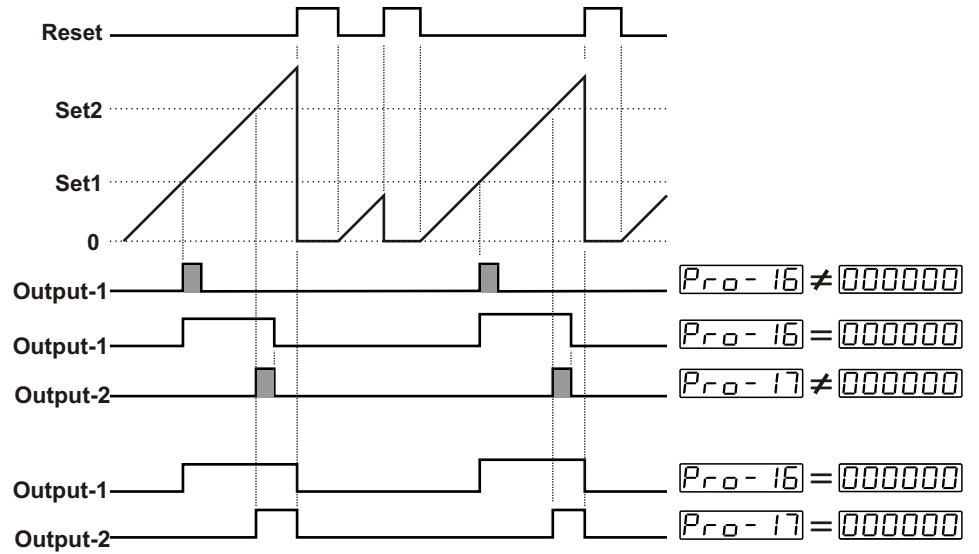 Reset
Set2
Set1
0
Output-1 Pro-16 ≠ 000000
Output-1 Pro-16 = 000000
Output-2 Pro-17 ≠ 000000
Output-1 Pro-16 = 000000
Output-2 Pro-17 = 000000